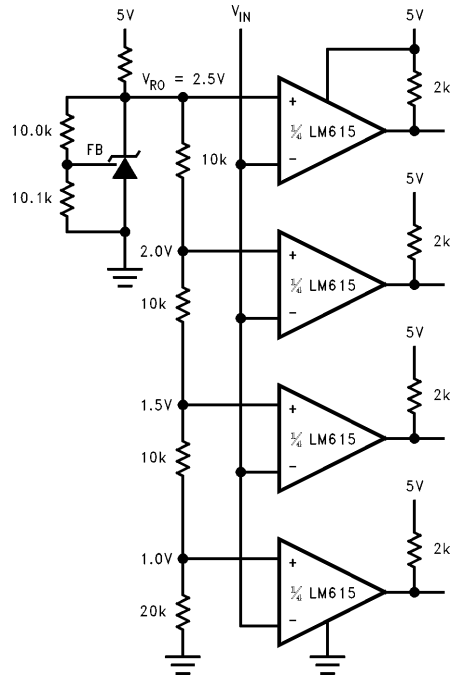 5V
V_IN
5V
V_RO = 2.5V
2k
10.0k
FB
10.1k
10k
+
¼ LM615
−
5V
2k
2.0V
+
¼ LM615
−
10k
5V
2k
1.5V
+
¼ LM615
−
10k
5V
2k
1.0V
+
¼ LM615
−
20k